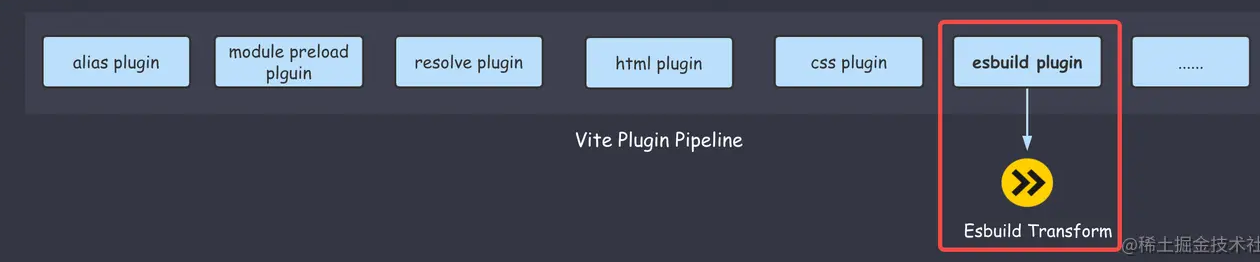 alias plugin
module preload
plguin
resolve plugin
html plugin
css plugin
esbuild plugin
......
Vite Plugin Pipeline
Esbuild Transform
@稀土掘金技术社